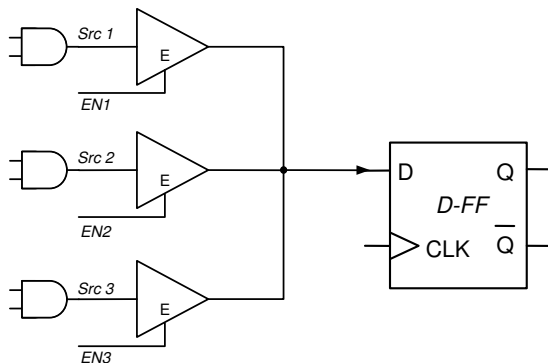 Src 1
E
EN1
Src 2
E
EN2
D
Q
D-FF
CLK
Q̅
Src 3
E
EN3